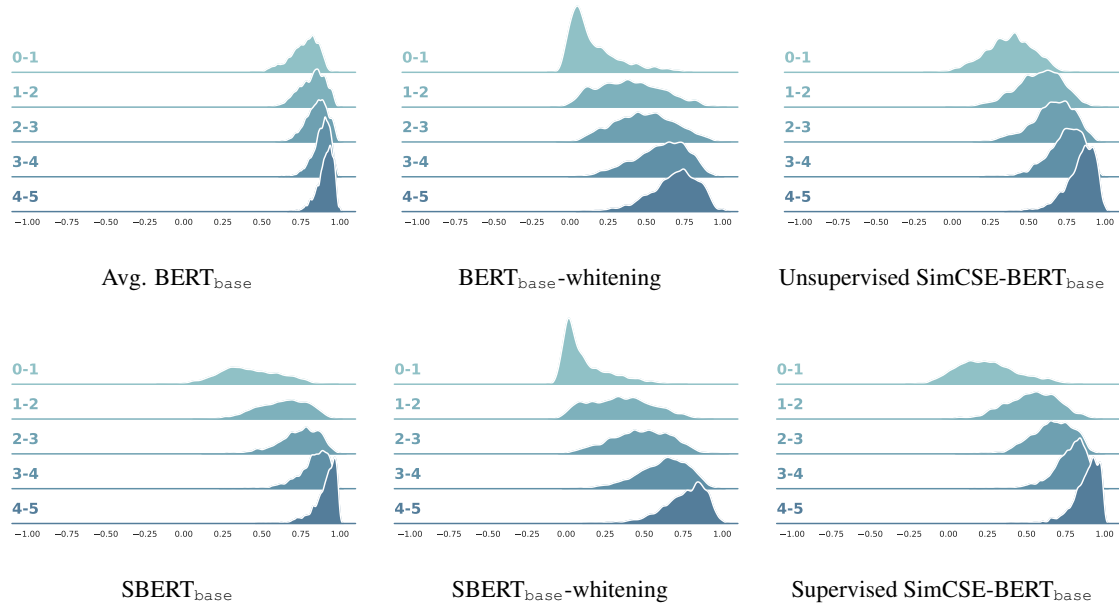 0-1
1-2
2-3
3-4
4-5
−1.00 −0.75 −0.50 −0.25 0.00 0.25 0.50 0.75 1.00
Avg. BERTbase
0-1
1-2
2-3
3-4
4-5
−1.00 −0.75 −0.50 −0.25 0.00 0.25 0.50 0.75 1.00
BERTbase-whitening
0-1
1-2
2-3
3-4
4-5
−1.00 −0.75 −0.50 −0.25 0.00 0.25 0.50 0.75 1.00
Unsupervised SimCSE-BERTbase
0-1
1-2
2-3
3-4
4-5
−1.00 −0.75 −0.50 −0.25 0.00 0.25 0.50 0.75 1.00
SBERTbase
0-1
1-2
2-3
3-4
4-5
−1.00 −0.75 −0.50 −0.25 0.00 0.25 0.50 0.75 1.00
SBERTbase-whitening
0-1
1-2
2-3
3-4
4-5
−1.00 −0.75 −0.50 −0.25 0.00 0.25 0.50 0.75 1.00
Supervised SimCSE-BERTbase